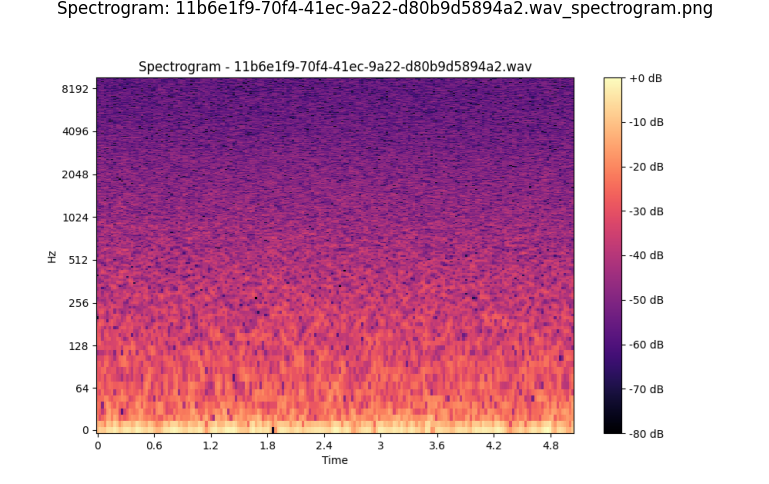 Spectrogram: 11b6e1f9-70f4-41ec-9a22-d80b9d5894a2.wav_spectrogram.png
Spectrogram - 11b6e1f9-70f4-41ec-9a22-d80b9d5894a2.wav
8192
4096
2048
1024
512
256
128
64
0
Hz
0 0.6 1.2 1.8 2.4 3 3.6 4.2 4.8
Time
+0 dB
-10 dB
-20 dB
-30 dB
-40 dB
-50 dB
-60 dB
-70 dB
-80 dB